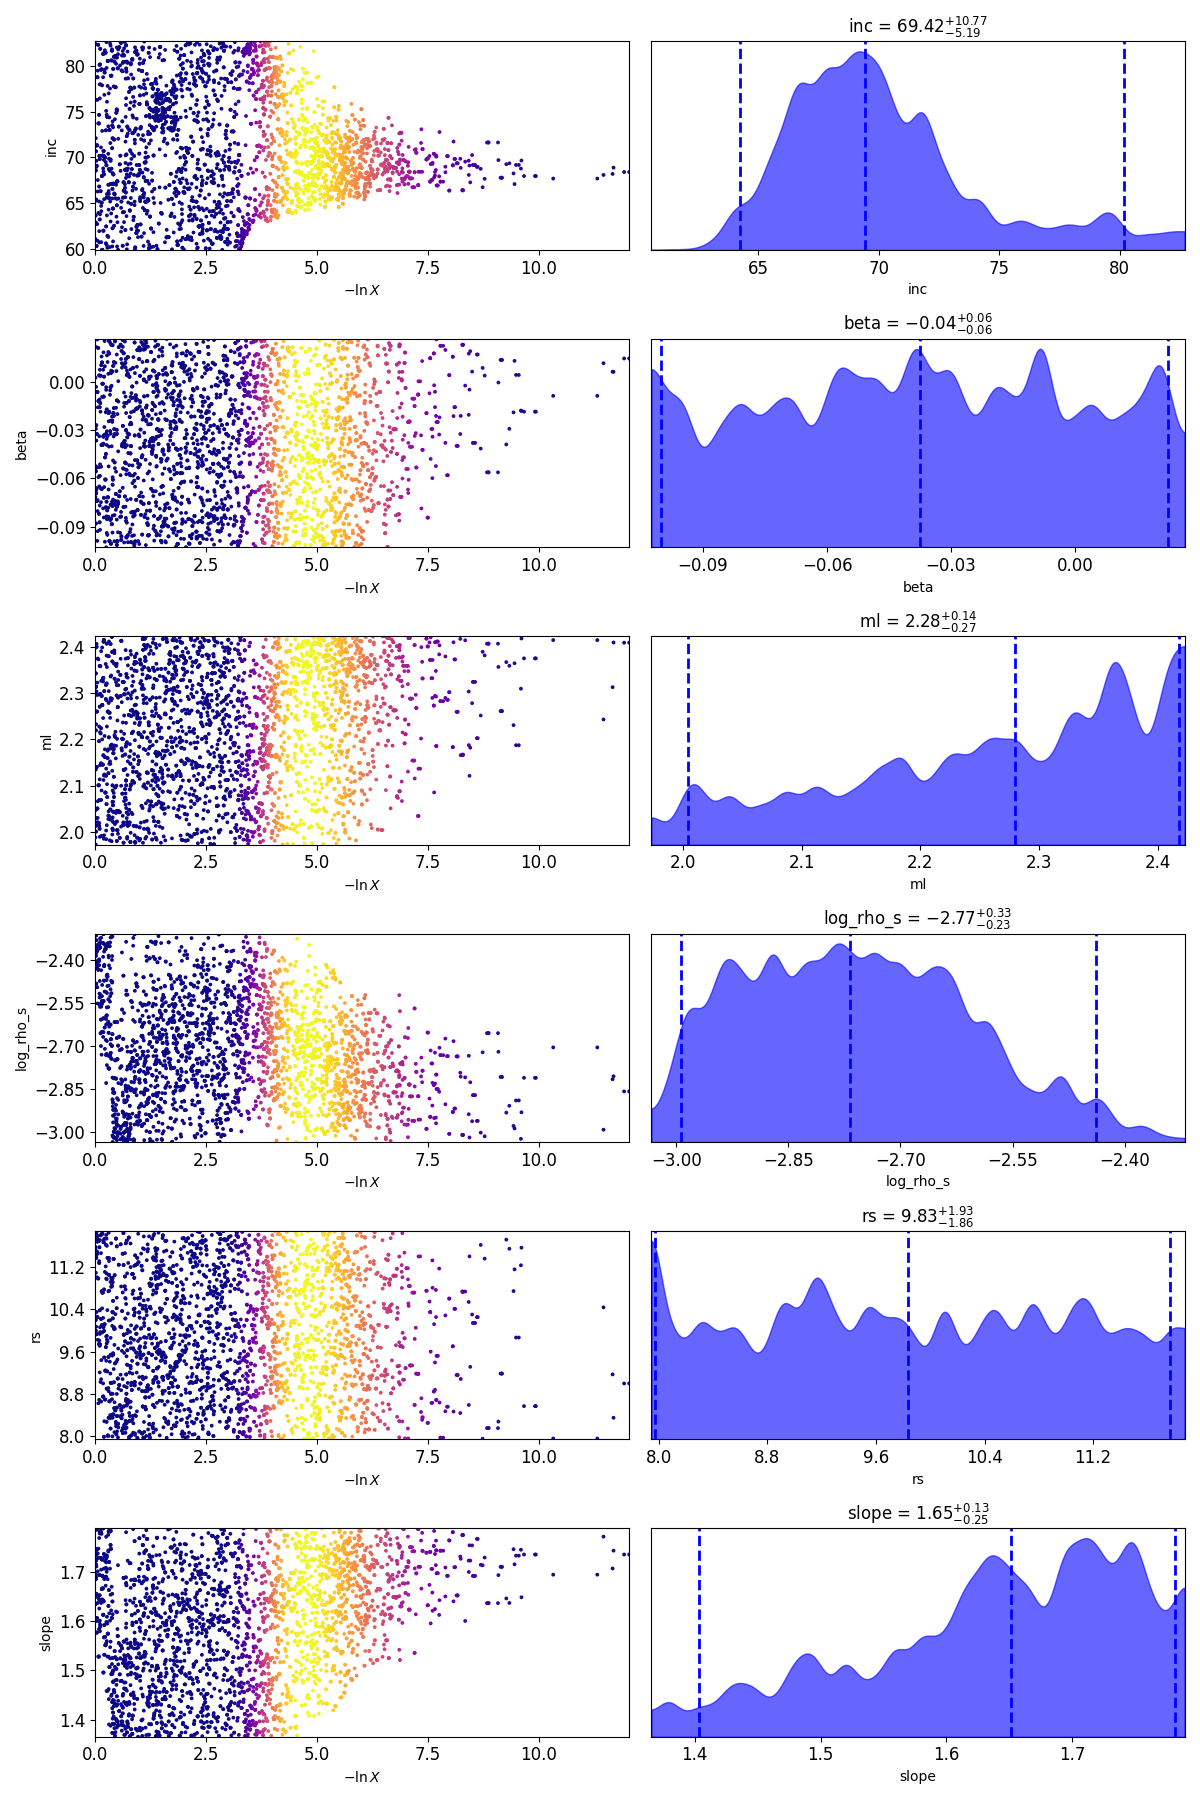 inc = 69.42+10.77−5.19
80
75
70
65
60
inc
0.0 2.5 5.0 7.5 10.0
−ln X
65 70 75 80
inc
beta = −0.04+0.06−0.06
0.00
−0.03
−0.06
−0.09
beta
0.0 2.5 5.0 7.5 10.0
−ln X
−0.09 −0.06 −0.03 0.00
beta
ml = 2.28+0.14−0.27
2.4
2.3
2.2
2.1
2.0
ml
0.0 2.5 5.0 7.5 10.0
−ln X
2.0 2.1 2.2 2.3 2.4
ml
log_rho_s = −2.77+0.33−0.23
−2.40
−2.55
−2.70
−2.85
−3.00
log_rho_s
0.0 2.5 5.0 7.5 10.0
−ln X
−3.00 −2.85 −2.70 −2.55 −2.40
log_rho_s
rs = 9.83+1.93−1.86
11.2
10.4
9.6
8.8
8.0
rs
0.0 2.5 5.0 7.5 10.0
−ln X
8.0 8.8 9.6 10.4 11.2
rs
slope = 1.65+0.13−0.25
1.7
1.6
1.5
1.4
slope
0.0 2.5 5.0 7.5 10.0
−ln X
1.4 1.5 1.6 1.7
slope